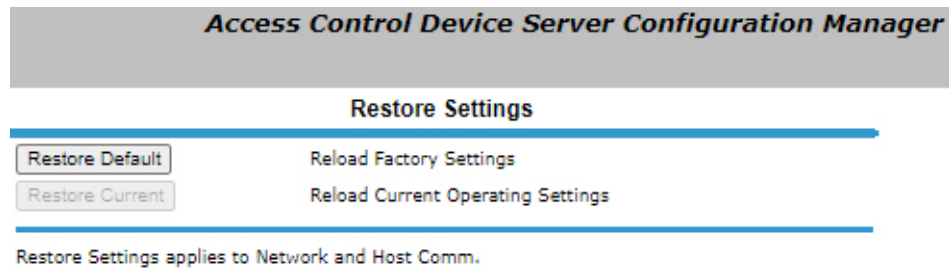 Access Control Device Server Configuration Manager
Restore Settings
Restore Default Reload Factory Settings
Restore Current Reload Current Operating Settings
Restore Settings applies to Network and Host Comm.